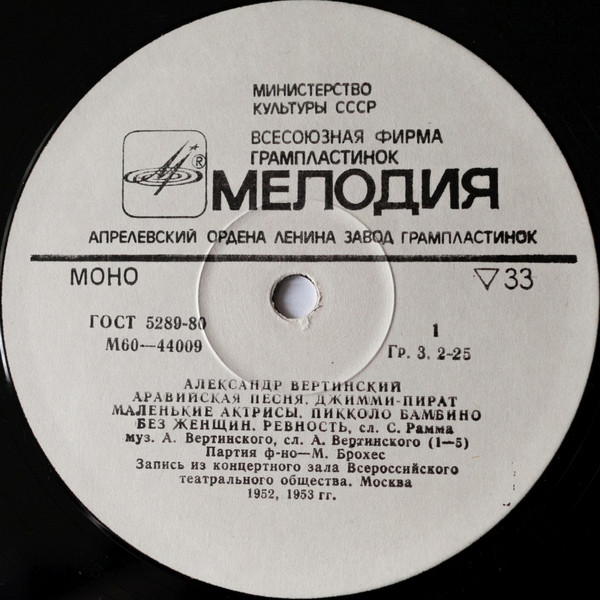 МИНИСТЕРСТВО
КУЛЬТУРЫ СССР
ВСЕСОЮЗНАЯ ФИРМА
ГРАМПЛАСТИНОК
®
МЕЛОДИЯ
АПРЕЛЕВСКИЙ ОРДЕНА ЛЕНИНА ЗАВОД ГРАМПЛАСТИНОК
МОНО
▽ 33
ГОСТ 5289-80
М60—44009
1
Гр. 3. 2-25
АЛЕКСАНДР ВЕРТИНСКИЙ
АРАВИЙСКАЯ ПЕСНЯ. ДЖИММИ-ПИРАТ
МАЛЕНЬКИЕ АКТРИСЫ. ПИККОЛО БАМБИНО
БЕЗ ЖЕНЩИН. РЕВНОСТЬ, сл. С. Рамма
муз. А. Вертинского, сл. А. Вертинского (1—5)
Партия ф-но—М. Брохес
Запись из концертного зала Всероссийского
театрального общества. Москва
1952, 1953 гг.